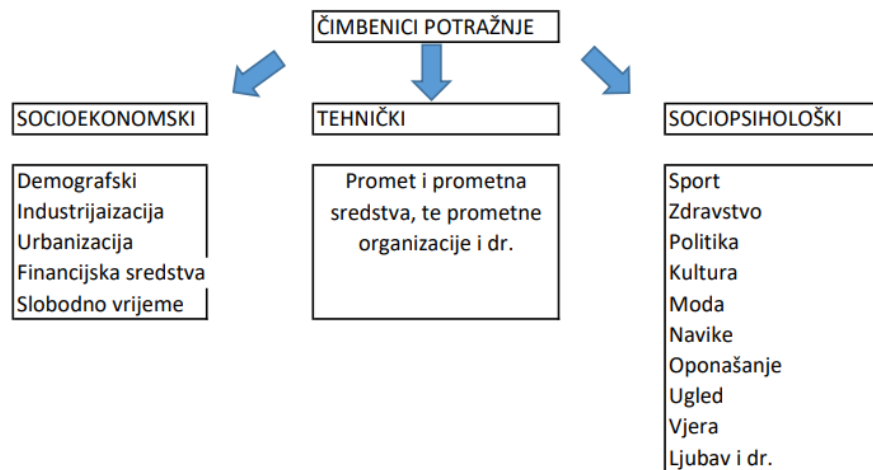 ČIMBENICI POTRAŽNJE
SOCIOEKONOMSKI
TEHNIČKI
SOCIOPSIHOLOŠKI
Demografski
Industrijaizacija
Urbanizacija
Financijska sredstva
Slobodno vrijeme
Promet i prometna
sredstva, te prometne
organizacije i dr.
Sport
Zdravstvo
Politika
Kultura
Moda
Navike
Oponašanje
Ugled
Vjera
Ljubav i dr.